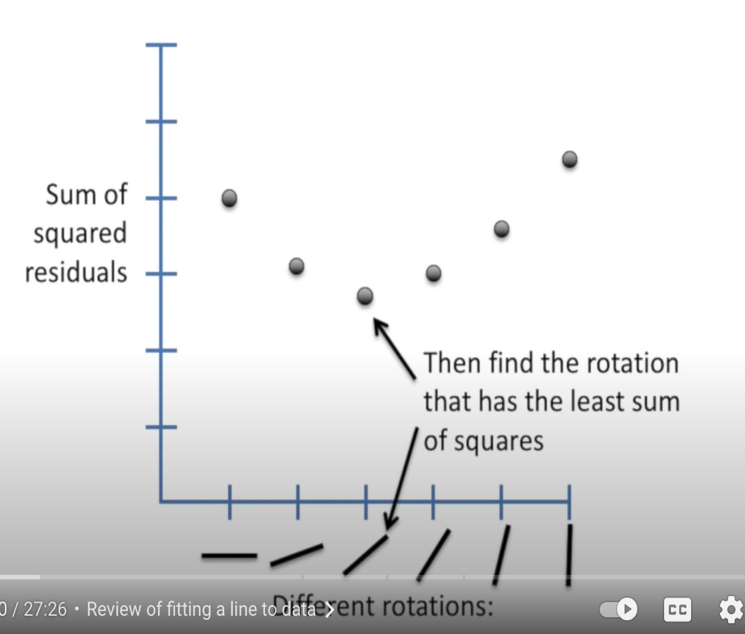 Sum of
squared
residuals
Then find the rotation
that has the least sum
of squares
Different rotations:
0 / 27:26 • Review of fitting a line to data >
CC